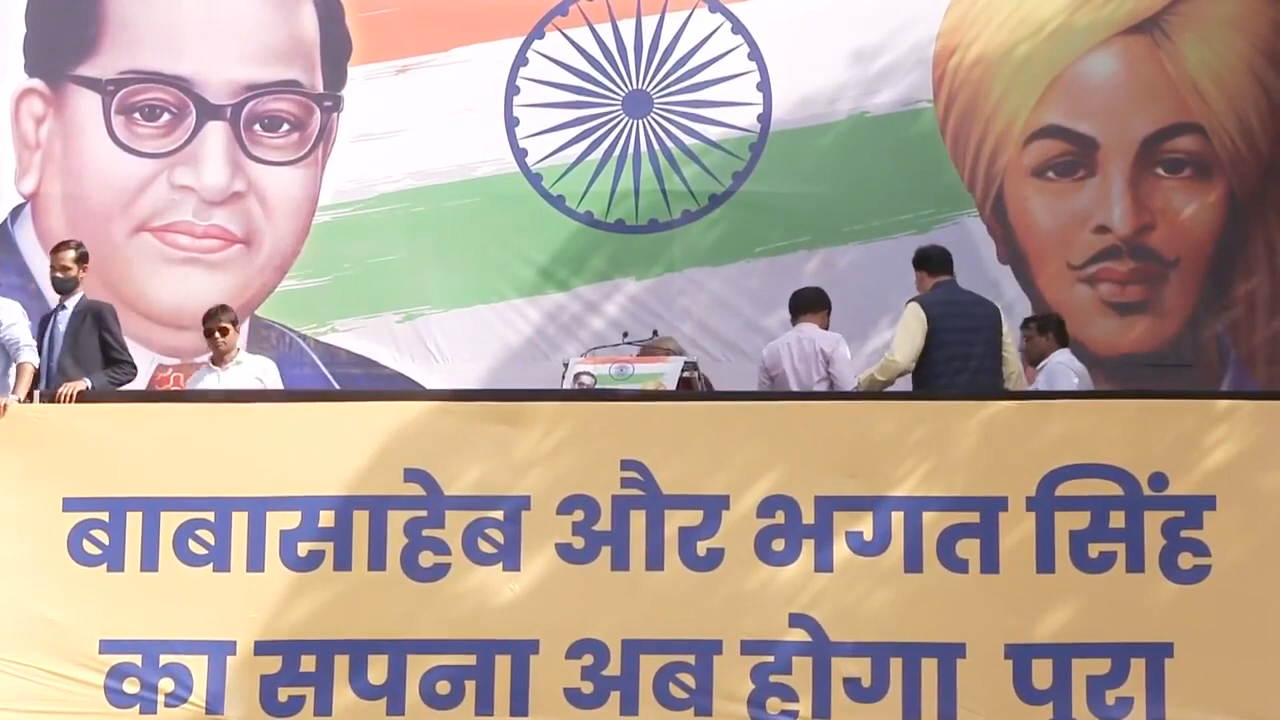 बाबासाहेब और भगत सिंह
का सपना अब होगा पूरा